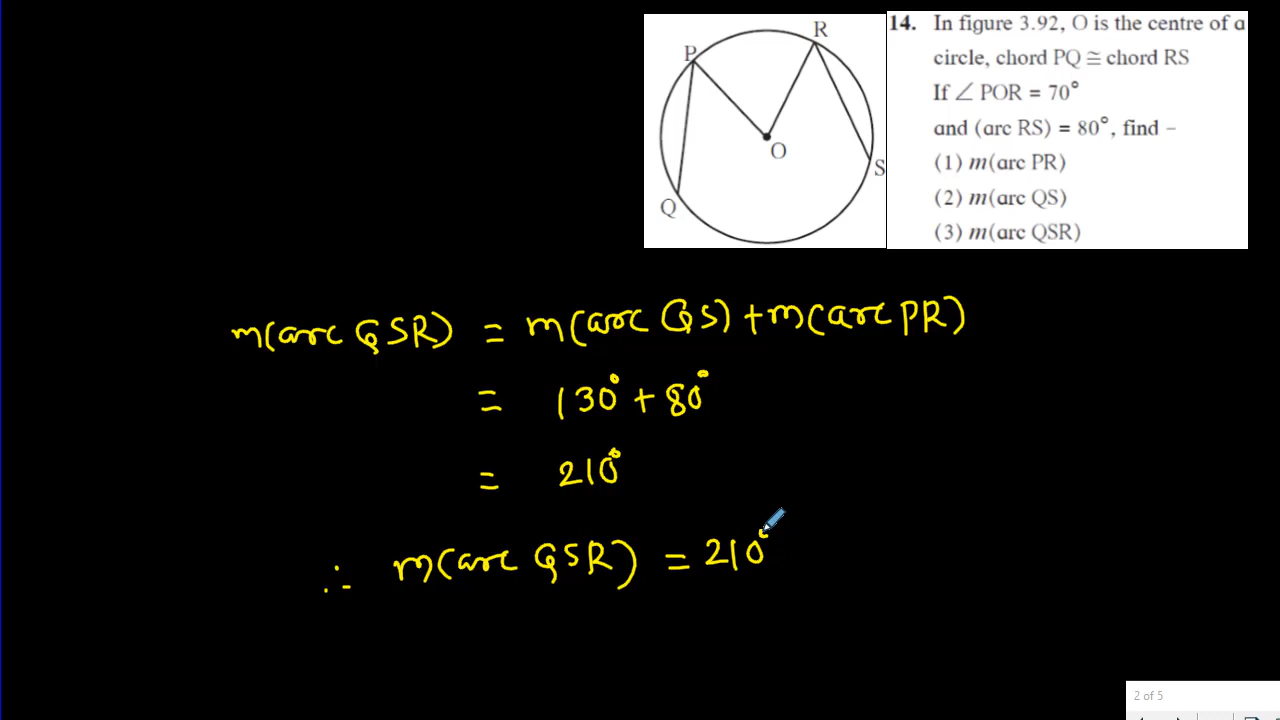 P
R
O
S
Q
14. In figure 3.92, O is the centre of a
circle, chord PQ ≅ chord RS
If ∠ POR = 70°
and (arc RS) = 80°, find –
(1) m(arc PR)
(2) m(arc QS)
(3) m(arc QSR)
m(arc QSR) = m(arc QS) + m(arc PR)
= 130° + 80°
= 210°
∴ m(arc QSR) = 210°
2 of 5